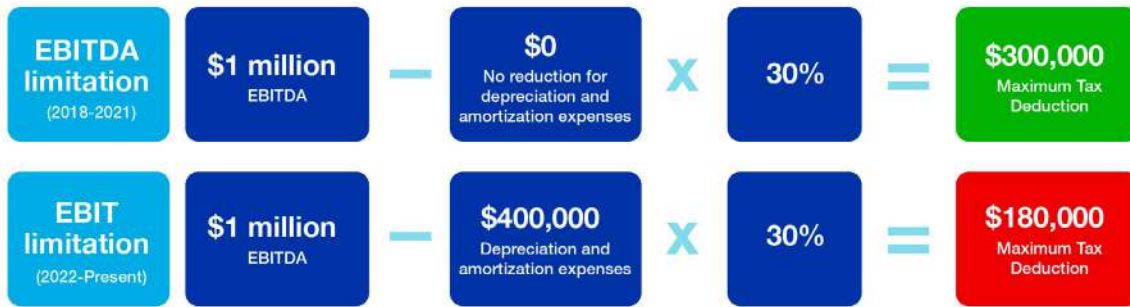 EBITDA
limitation
(2018-2021)
$1 million
EBITDA
–
$0
No reduction for
depreciation and
amortization expenses
x
30%
=
$300,000
Maximum Tax
Deduction
EBIT
limitation
(2022-Present)
$1 million
EBITDA
–
$400,000
Depreciation and
amortization expenses
x
30%
=
$180,000
Maximum Tax
Deduction